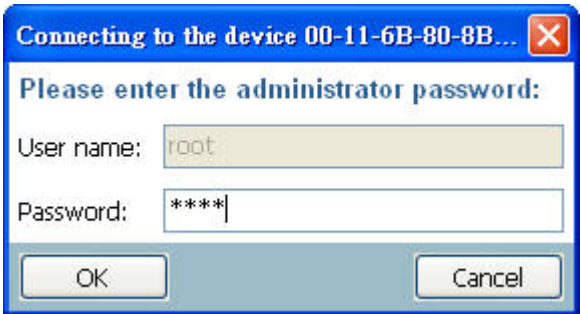 Connecting to the device 00-11-6B-80-8B...
Please enter the administrator password:
User name: root
Password: ****
OK Cancel